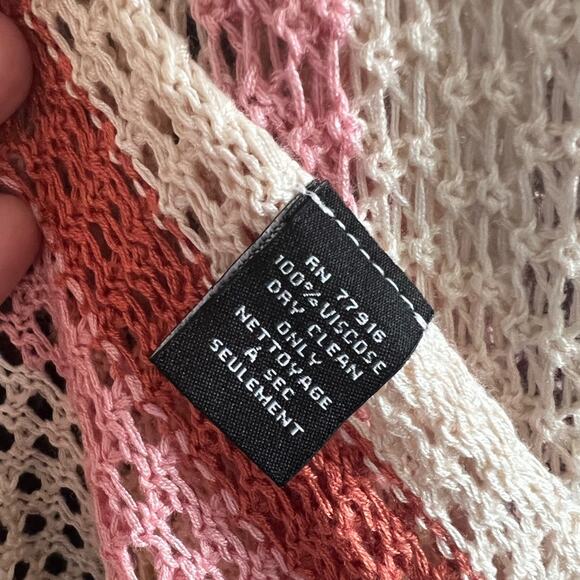 RN 77916
100% VISCOSE
DRY CLEAN
ONLY
NETTOYAGE
À SEC
SEULEMENT